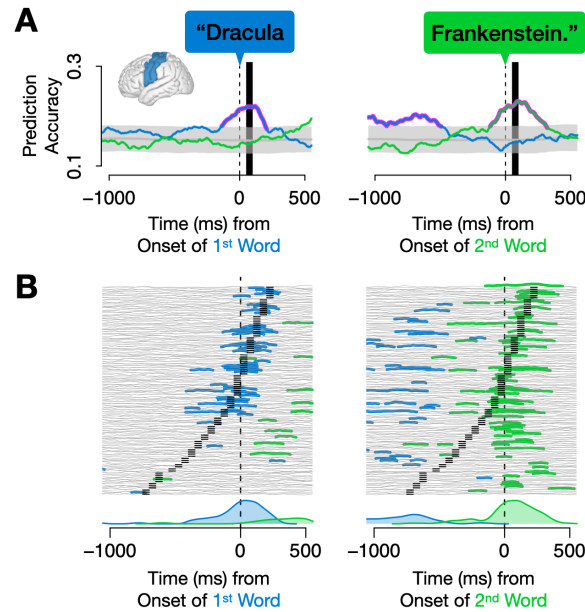 A
“Dracula
Frankenstein.”
0.3
0.1
Prediction
Accuracy
−1000
0
500
−1000
0
500
Time (ms) from
Onset of 1st Word
Time (ms) from
Onset of 2nd Word
B
−1000
0
500
−1000
0
500
Time (ms) from
Onset of 1st Word
Time (ms) from
Onset of 2nd Word